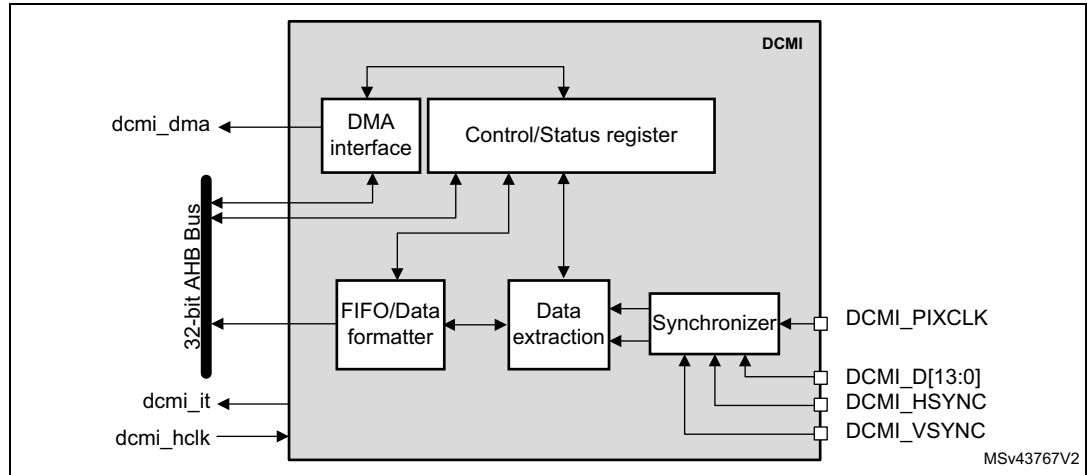 DCMI
dcmi_dma
DMA
interface
Control/Status register
32-bit AHB Bus
FIFO/Data
formatter
Data
extraction
Synchronizer
DCMI_PIXCLK
DCMI_D[13:0]
DCMI_HSYNC
DCMI_VSYNC
dcmi_it
dcmi_hclk
MSv43767V2